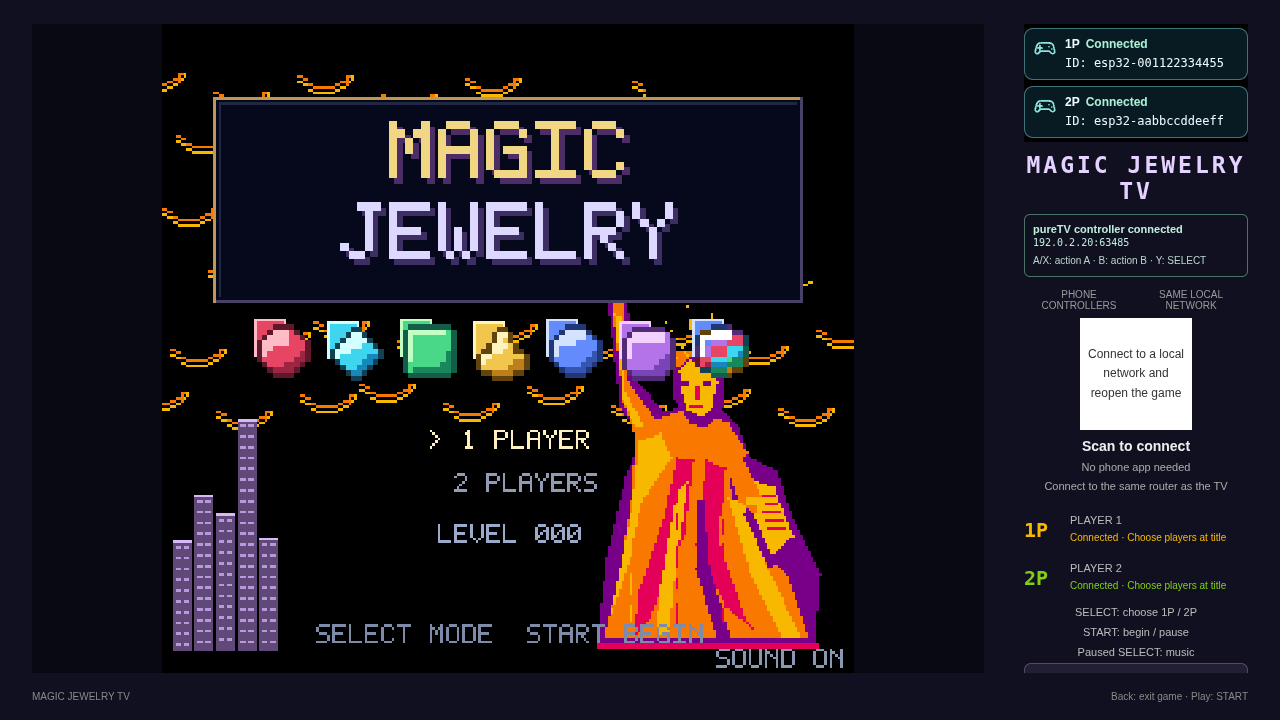 MAGIC
JEWELRY
> 1 PLAYER
2 PLAYERS
LEVEL 000
SELECT MODE START BEGIN
SOUND ON
1P Connected
ID: esp32-001122334455
2P Connected
ID: esp32-aabbccddeeff
MAGIC JEWELRY
TV
pureTV controller connected
192.0.2.20:63485
A/X: action A · B: action B · Y: SELECT
PHONE
CONTROLLERS
SAME LOCAL
NETWORK
Connect to a local
network and
reopen the game
Scan to connect
No phone app needed
Connect to the same router as the TV
1P
PLAYER 1
Connected · Choose players at title
2P
PLAYER 2
Connected · Choose players at title
SELECT: choose 1P / 2P
START: begin / pause
Paused SELECT: music
MAGIC JEWELRY TV
Back: exit game · Play: START